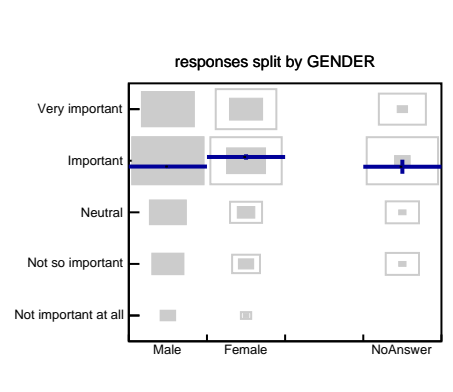 responses split by GENDER
Very important
Important
Neutral
Not so important
Not important at all
Male Female NoAnswer